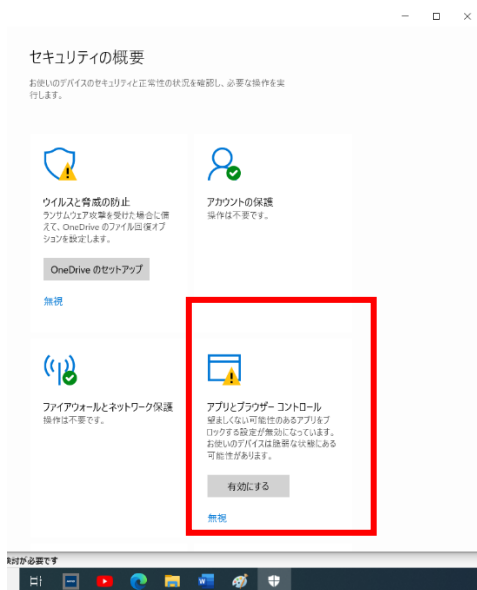 セキュリティの概要
お使いのデバイスのセキュリティと正常性の状況を確認し、必要な操作を実
行します。
ウイルスと脅威の防止
ランサムウェア攻撃を受けた場合に備
えて、OneDrive のファイル回復オプ
ションを設定します。
OneDrive のセットアップ
無視
アカウントの保護
操作は不要です。
ファイアウォールとネットワーク保護
操作は不要です。
アプリとブラウザー コントロール
望ましくない可能性のあるアプリをブ
ロックする設定が無効になっています。
お使いのデバイスは脆弱な状態にある
可能性があります。
有効にする
無視
検討が必要です